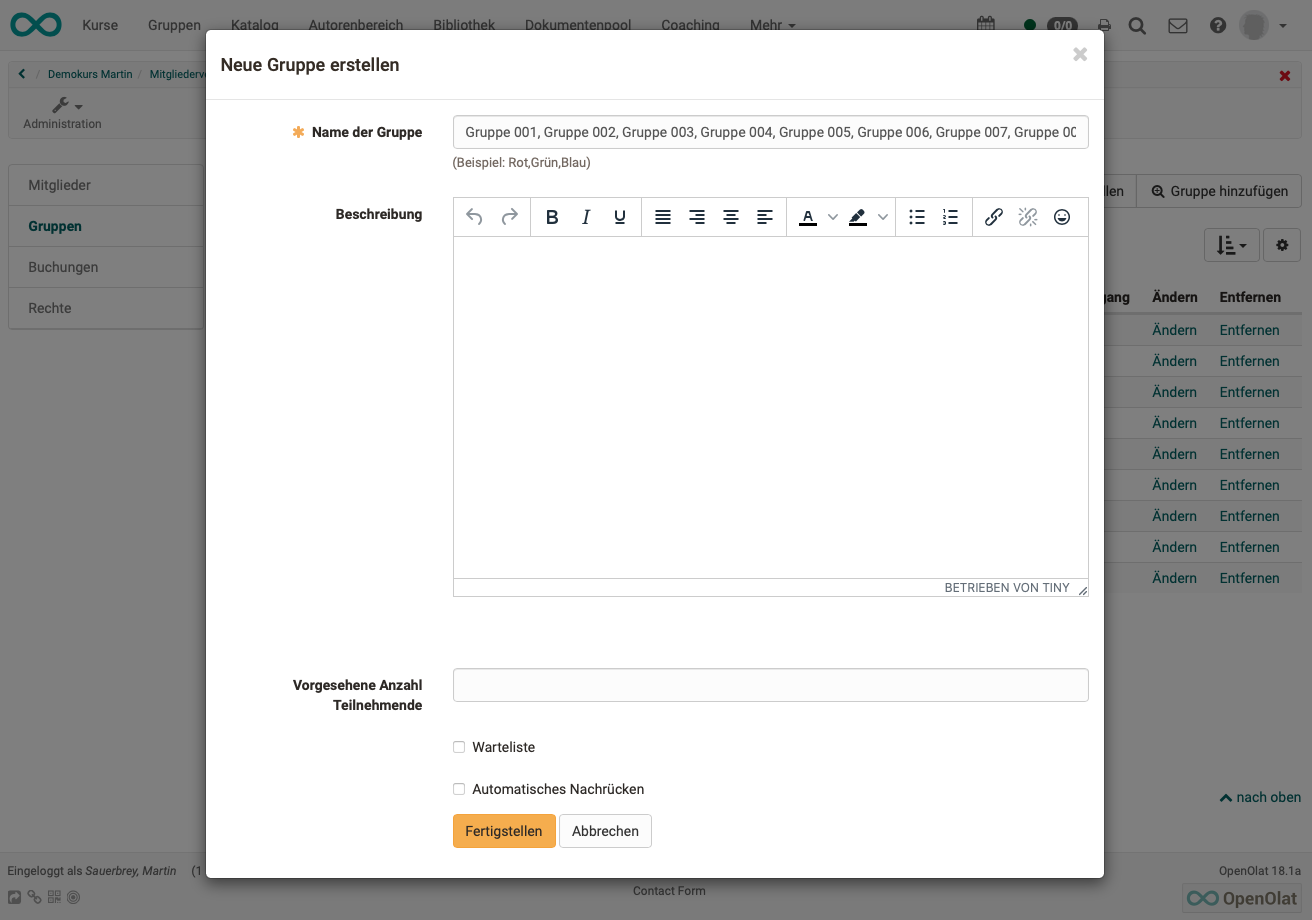 Kurse Gruppen Katalog Autorenbereich Bibliothek Dokumentenpool Coaching Mehr 0/0
Demokurs Martin / Mitgliederv
Administration
Mitglieder
Gruppen
Buchungen
Rechte
Neue Gruppe erstellen
Name der Gruppe
Gruppe 001, Gruppe 002, Gruppe 003, Gruppe 004, Gruppe 005, Gruppe 006, Gruppe 007, Gruppe 00
(Beispiel: Rot,Grün,Blau)
Beschreibung
BETRIEBEN VON TINY
Vorgesehene Anzahl
Teilnehmende
Warteliste
Automatisches Nachrücken
Fertigstellen Abbrechen
llen Gruppe hinzufügen
gang Ändern Entfernen
Ändern Entfernen
Ändern Entfernen
Ändern Entfernen
Ändern Entfernen
Ändern Entfernen
Ändern Entfernen
Ändern Entfernen
Ändern Entfernen
Ändern Entfernen
nach oben
Eingeloggt als Sauerbrey, Martin (1
Contact Form
OpenOlat 18.1a
OpenOlat